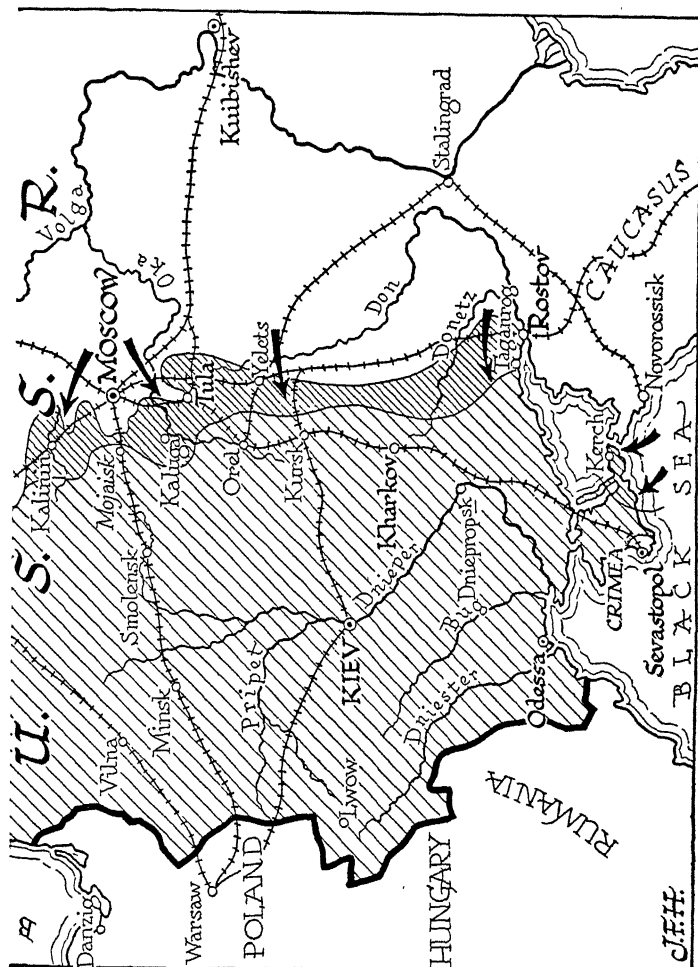 U. S. S. R.
Danzig
Vilna
Kalinin
Volga
Mojaisk
MOSCOW
Smolensk
Minsk
Oka
Kaluga
Tula
Warsaw
Kuibishev
Orel
Yelets
Pripet
POLAND
Kursk
KIEV
Lwow
Dnieper
Kharkov
Don
Dniester
HUNGARY
Bu
Dniepropsk
Donetz
Stalingrad
RUMANIA
Odessa
Taganrog
Rostov
CAUCASUS
Kerch
CRIMEA
Sevastopol
Novorossisk
BLACK SEA
J.F.H.